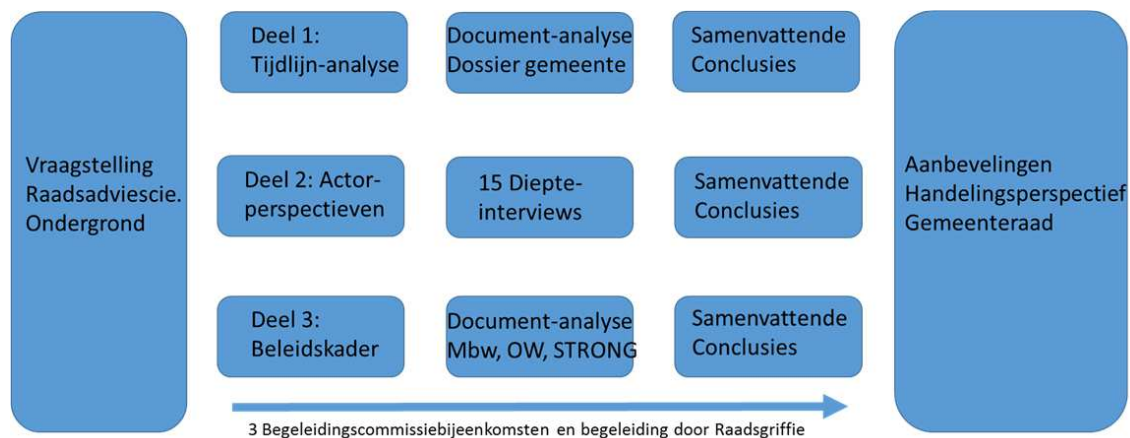 Vraagstelling
Raadsadviescie.
Ondergrond
Deel 1:
Tijdlijn-analyse
Document-analyse
Dossier gemeente
Samenvattende
Conclusies
Deel 2: Actor-
perspectieven
15 Diepte-
interviews
Samenvattende
Conclusies
Deel 3:
Beleidskader
Document-analyse
Mbw, OW, STRONG
Samenvattende
Conclusies
Aanbevelingen
Handelingsperspectief
Gemeenteraad
3 Begeleidingscommissiebijeenkomsten en begeleiding door Raadsgriffie